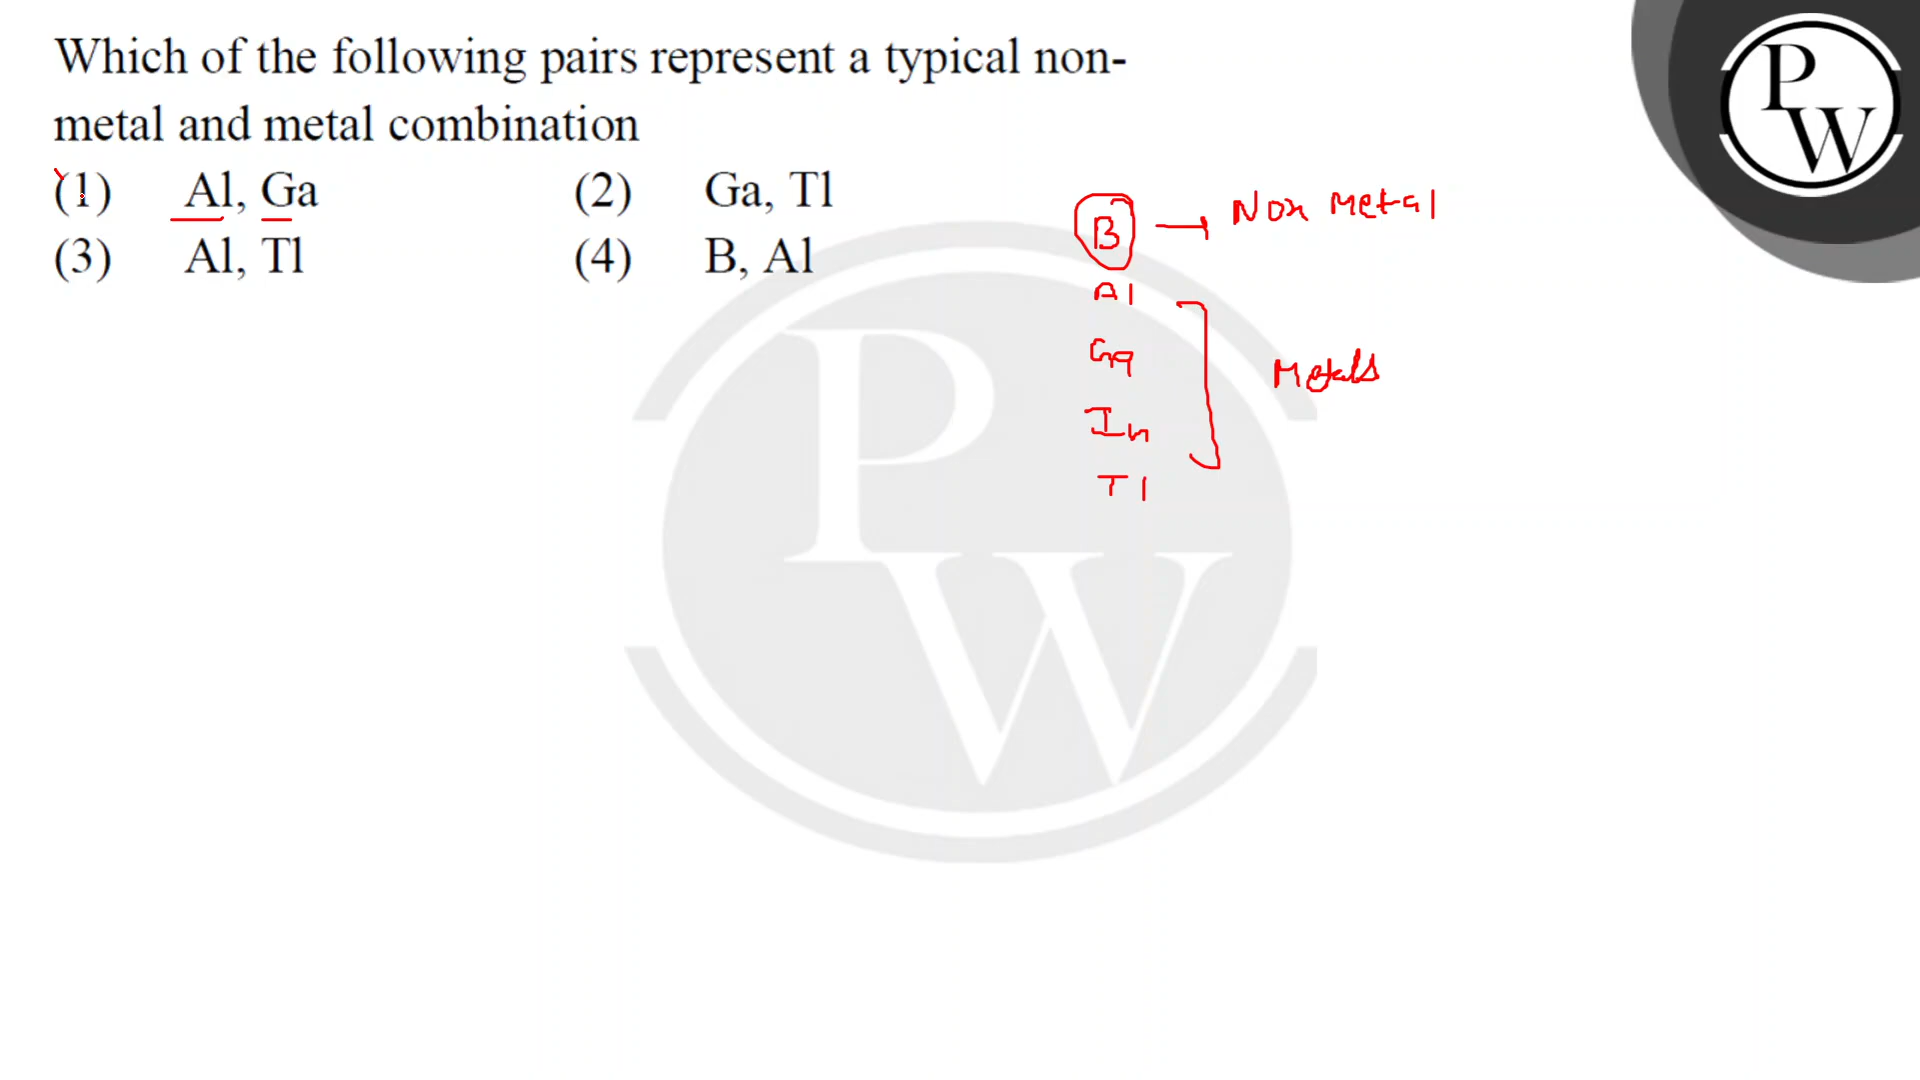 Which of the following pairs represent a typical non-
metal and metal combination
(1) Al, Ga (2) Ga, Tl
(3) Al, Tl (4) B, Al
B → Non Metal
Al
Ga
In
Tl
Metals
P
W
P
W